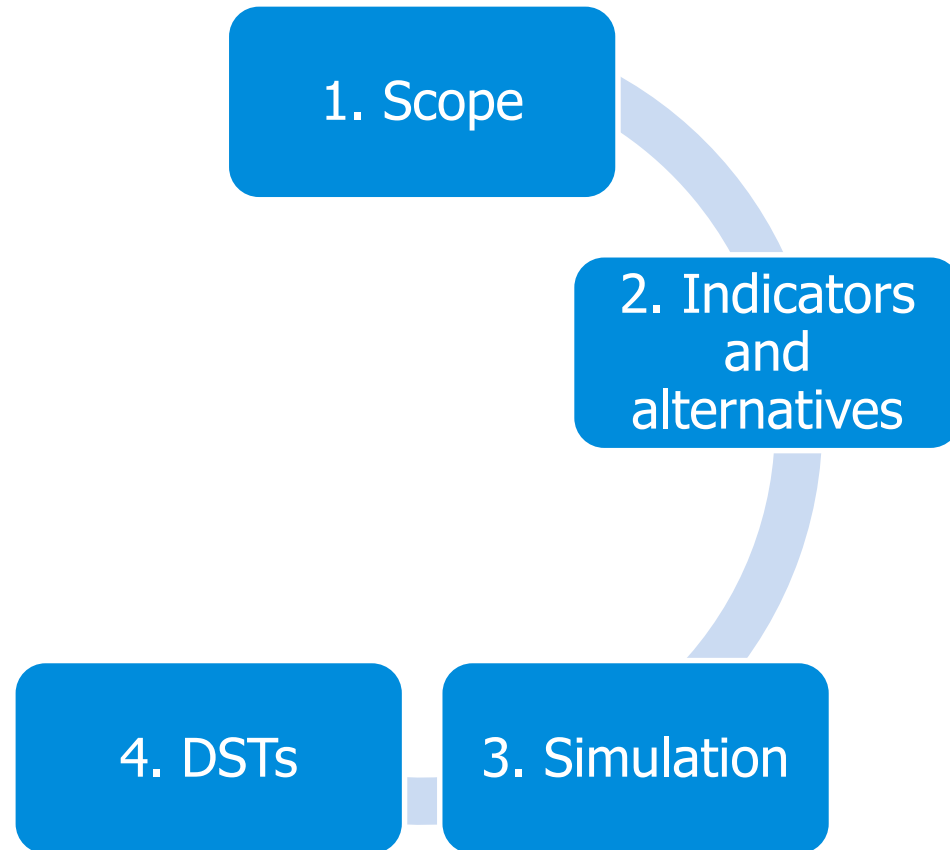 1. Scope
2. Indicators
and
alternatives
3. Simulation
4. DSTs